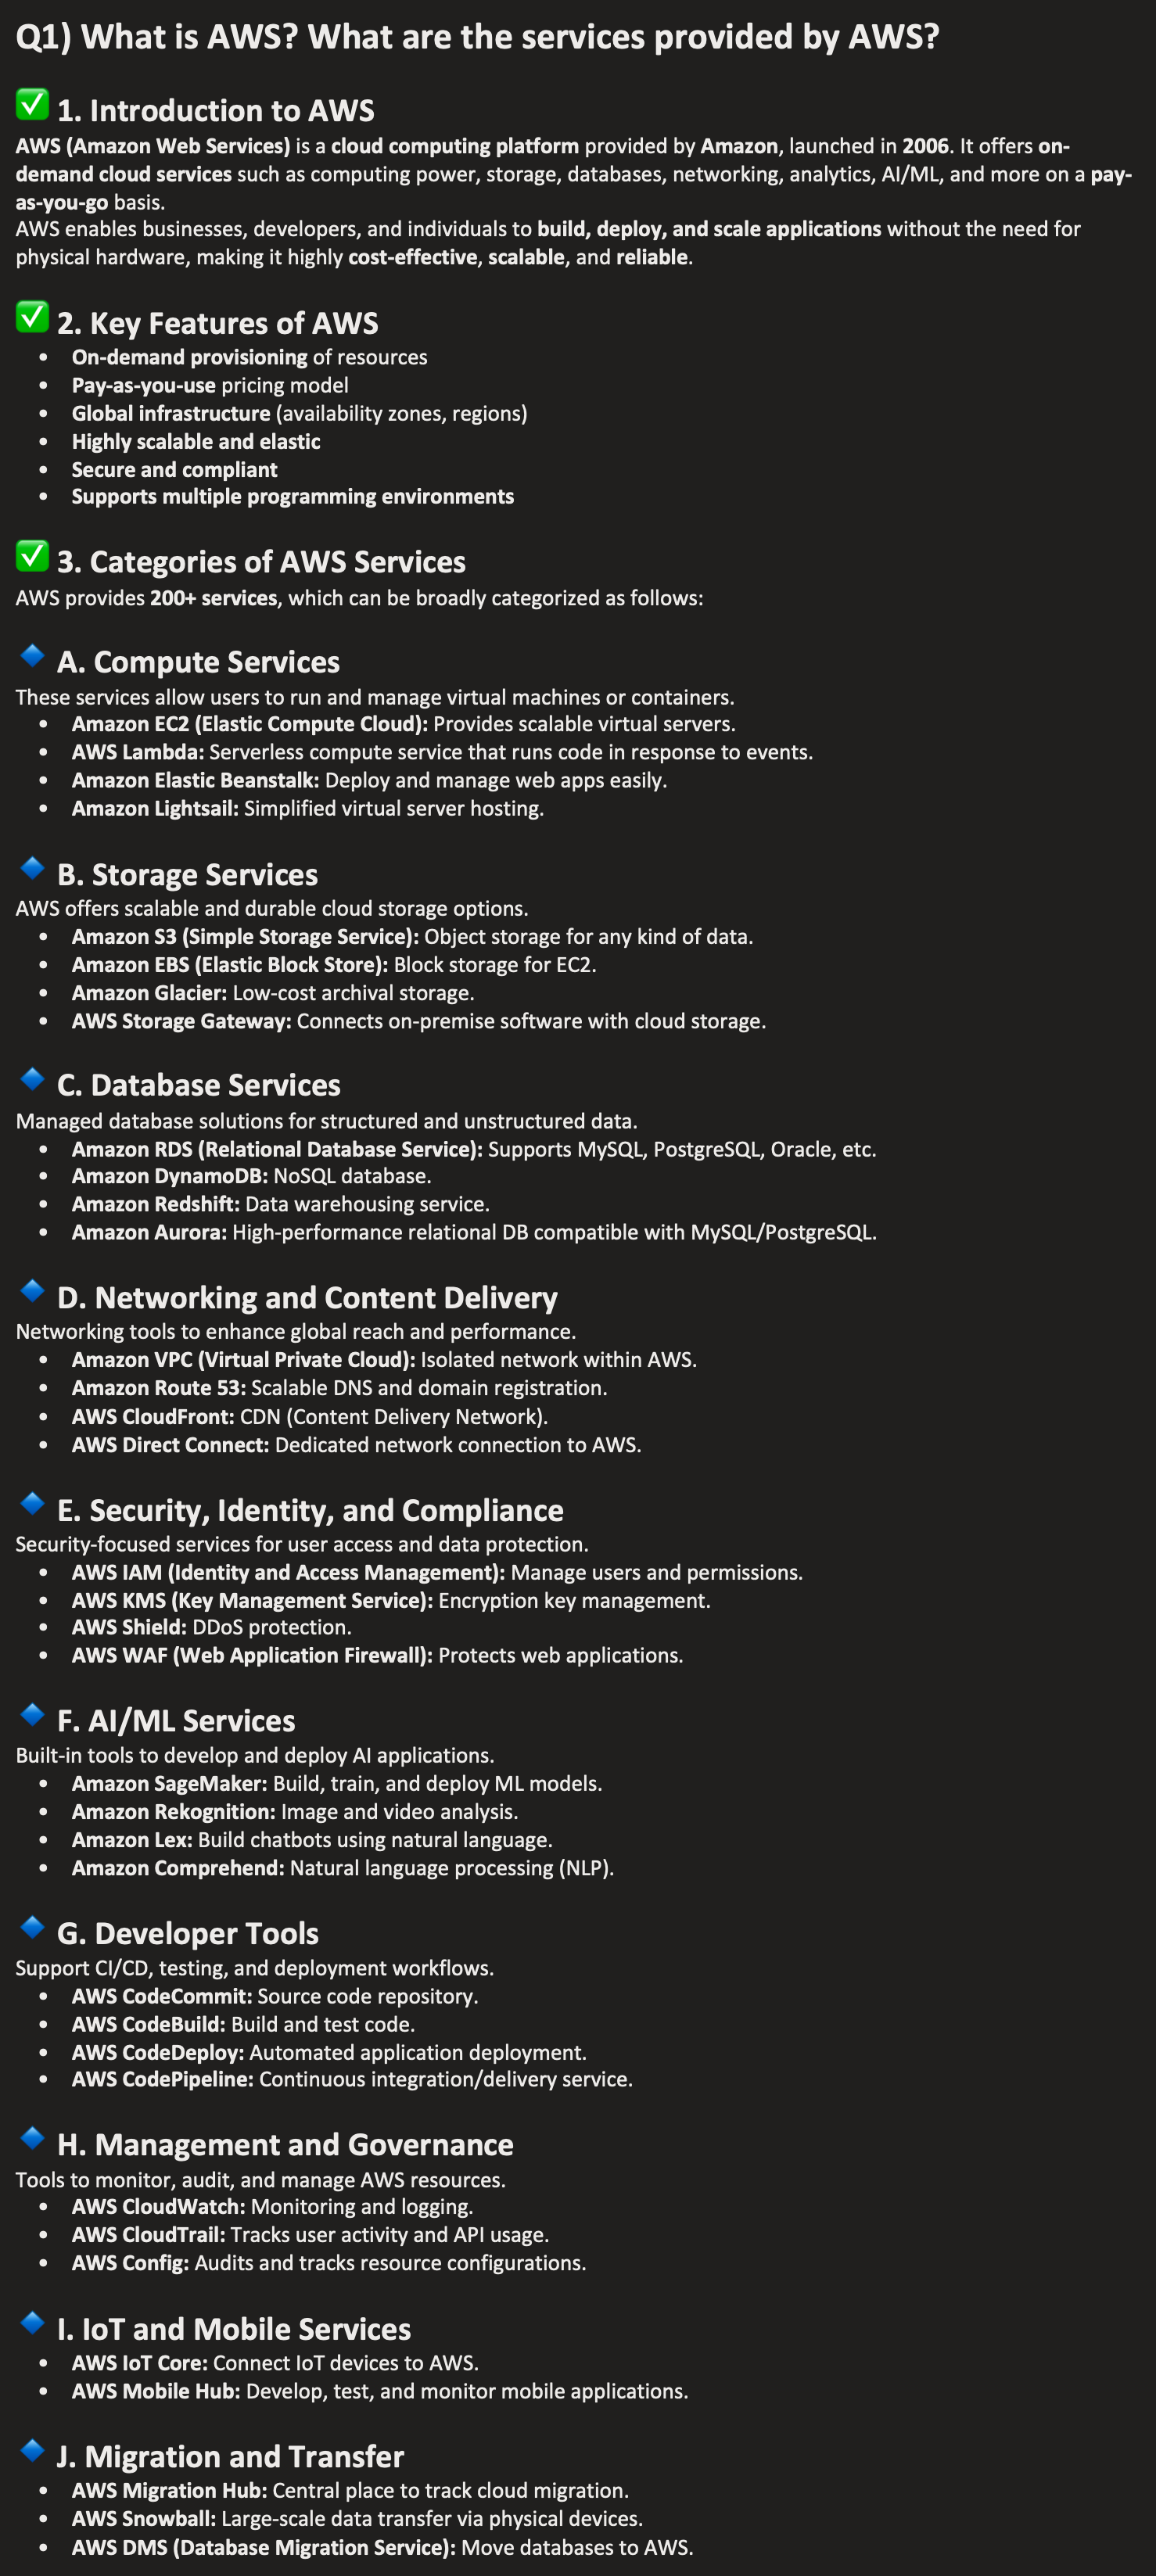 Q1) What is AWS? What are the services provided by AWS?
✅ 1. Introduction to AWS
AWS (Amazon Web Services) is a cloud computing platform provided by Amazon, launched in 2006. It offers on-
demand cloud services such as computing power, storage, databases, networking, analytics, AI/ML, and more on a pay-
as-you-go basis.
AWS enables businesses, developers, and individuals to build, deploy, and scale applications without the need for
physical hardware, making it highly cost-effective, scalable, and reliable.
✅ 2. Key Features of AWS
• On-demand provisioning of resources
• Pay-as-you-use pricing model
• Global infrastructure (availability zones, regions)
• Highly scalable and elastic
• Secure and compliant
• Supports multiple programming environments
✅ 3. Categories of AWS Services
AWS provides 200+ services, which can be broadly categorized as follows:
🔹 A. Compute Services
These services allow users to run and manage virtual machines or containers.
• Amazon EC2 (Elastic Compute Cloud): Provides scalable virtual servers.
• AWS Lambda: Serverless compute service that runs code in response to events.
• Amazon Elastic Beanstalk: Deploy and manage web apps easily.
• Amazon Lightsail: Simplified virtual server hosting.
🔹 B. Storage Services
AWS offers scalable and durable cloud storage options.
• Amazon S3 (Simple Storage Service): Object storage for any kind of data.
• Amazon EBS (Elastic Block Store): Block storage for EC2.
• Amazon Glacier: Low-cost archival storage.
• AWS Storage Gateway: Connects on-premise software with cloud storage.
🔹 C. Database Services
Managed database solutions for structured and unstructured data.
• Amazon RDS (Relational Database Service): Supports MySQL, PostgreSQL, Oracle, etc.
• Amazon DynamoDB: NoSQL database.
• Amazon Redshift: Data warehousing service.
• Amazon Aurora: High-performance relational DB compatible with MySQL/PostgreSQL.
🔹 D. Networking and Content Delivery
Networking tools to enhance global reach and performance.
• Amazon VPC (Virtual Private Cloud): Isolated network within AWS.
• Amazon Route 53: Scalable DNS and domain registration.
• AWS CloudFront: CDN (Content Delivery Network).
• AWS Direct Connect: Dedicated network connection to AWS.
🔹 E. Security, Identity, and Compliance
Security-focused services for user access and data protection.
• AWS IAM (Identity and Access Management): Manage users and permissions.
• AWS KMS (Key Management Service): Encryption key management.
• AWS Shield: DDoS protection.
• AWS WAF (Web Application Firewall): Protects web applications.
🔹 F. AI/ML Services
Built-in tools to develop and deploy AI applications.
• Amazon SageMaker: Build, train, and deploy ML models.
• Amazon Rekognition: Image and video analysis.
• Amazon Lex: Build chatbots using natural language.
• Amazon Comprehend: Natural language processing (NLP).
🔹 G. Developer Tools
Support CI/CD, testing, and deployment workflows.
• AWS CodeCommit: Source code repository.
• AWS CodeBuild: Build and test code.
• AWS CodeDeploy: Automated application deployment.
• AWS CodePipeline: Continuous integration/delivery service.
🔹 H. Management and Governance
Tools to monitor, audit, and manage AWS resources.
• AWS CloudWatch: Monitoring and logging.
• AWS CloudTrail: Tracks user activity and API usage.
• AWS Config: Audits and tracks resource configurations.
🔹 I. IoT and Mobile Services
• AWS IoT Core: Connect IoT devices to AWS.
• AWS Mobile Hub: Develop, test, and monitor mobile applications.
🔹 J. Migration and Transfer
• AWS Migration Hub: Central place to track cloud migration.
• AWS Snowball: Large-scale data transfer via physical devices.
• AWS DMS (Database Migration Service): Move databases to AWS.